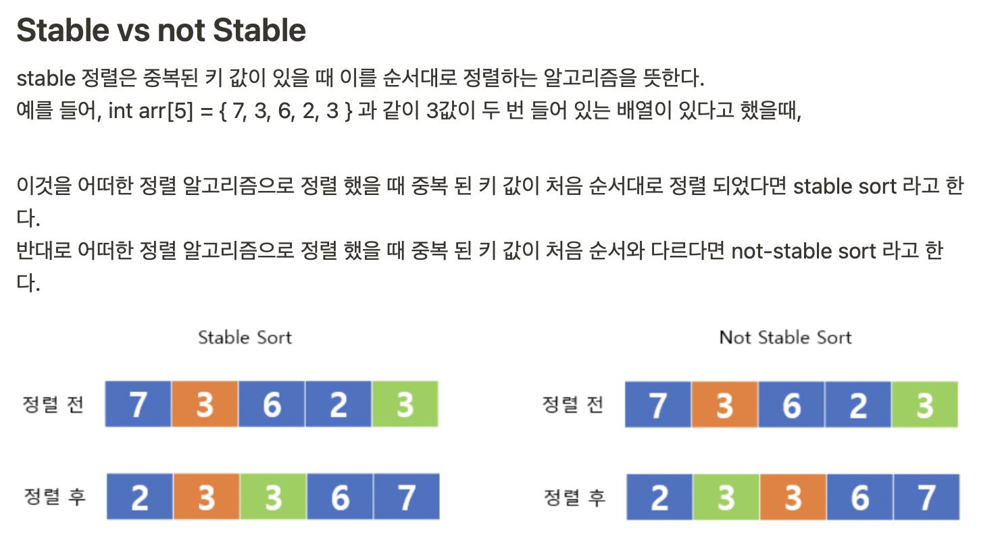 Stable vs not Stable
stable 정렬은 중복된 키 값이 있을 때 이를 순서대로 정렬하는 알고리즘을 뜻한다.
예를 들어, int arr[5] = { 7, 3, 6, 2, 3 } 과 같이 3값이 두 번 들어 있는 배열이 있다고 했을때,
이것을 어떠한 정렬 알고리즘으로 정렬 했을 때 중복 된 키 값이 처음 순서대로 정렬 되었다면 stable sort 라고 한
다.
반대로 어떠한 정렬 알고리즘으로 정렬 했을 때 중복 된 키 값이 처음 순서와 다르다면 not-stable sort 라고 한
다.
Stable Sort
정렬 전 7 3 6 2 3
정렬 후 2 3 3 6 7
Not Stable Sort
정렬 전 7 3 6 2 3
정렬 후 2 3 3 6 7